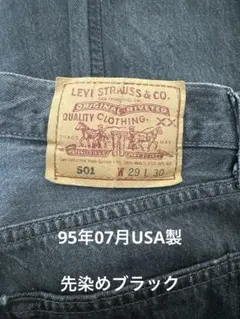 LEVI STRAUSS & CO.
ORIGINAL RIVETED
QUALITY CLOTHING.
XX
501
W 29 L 30
95年07月USA製
先染めブラック